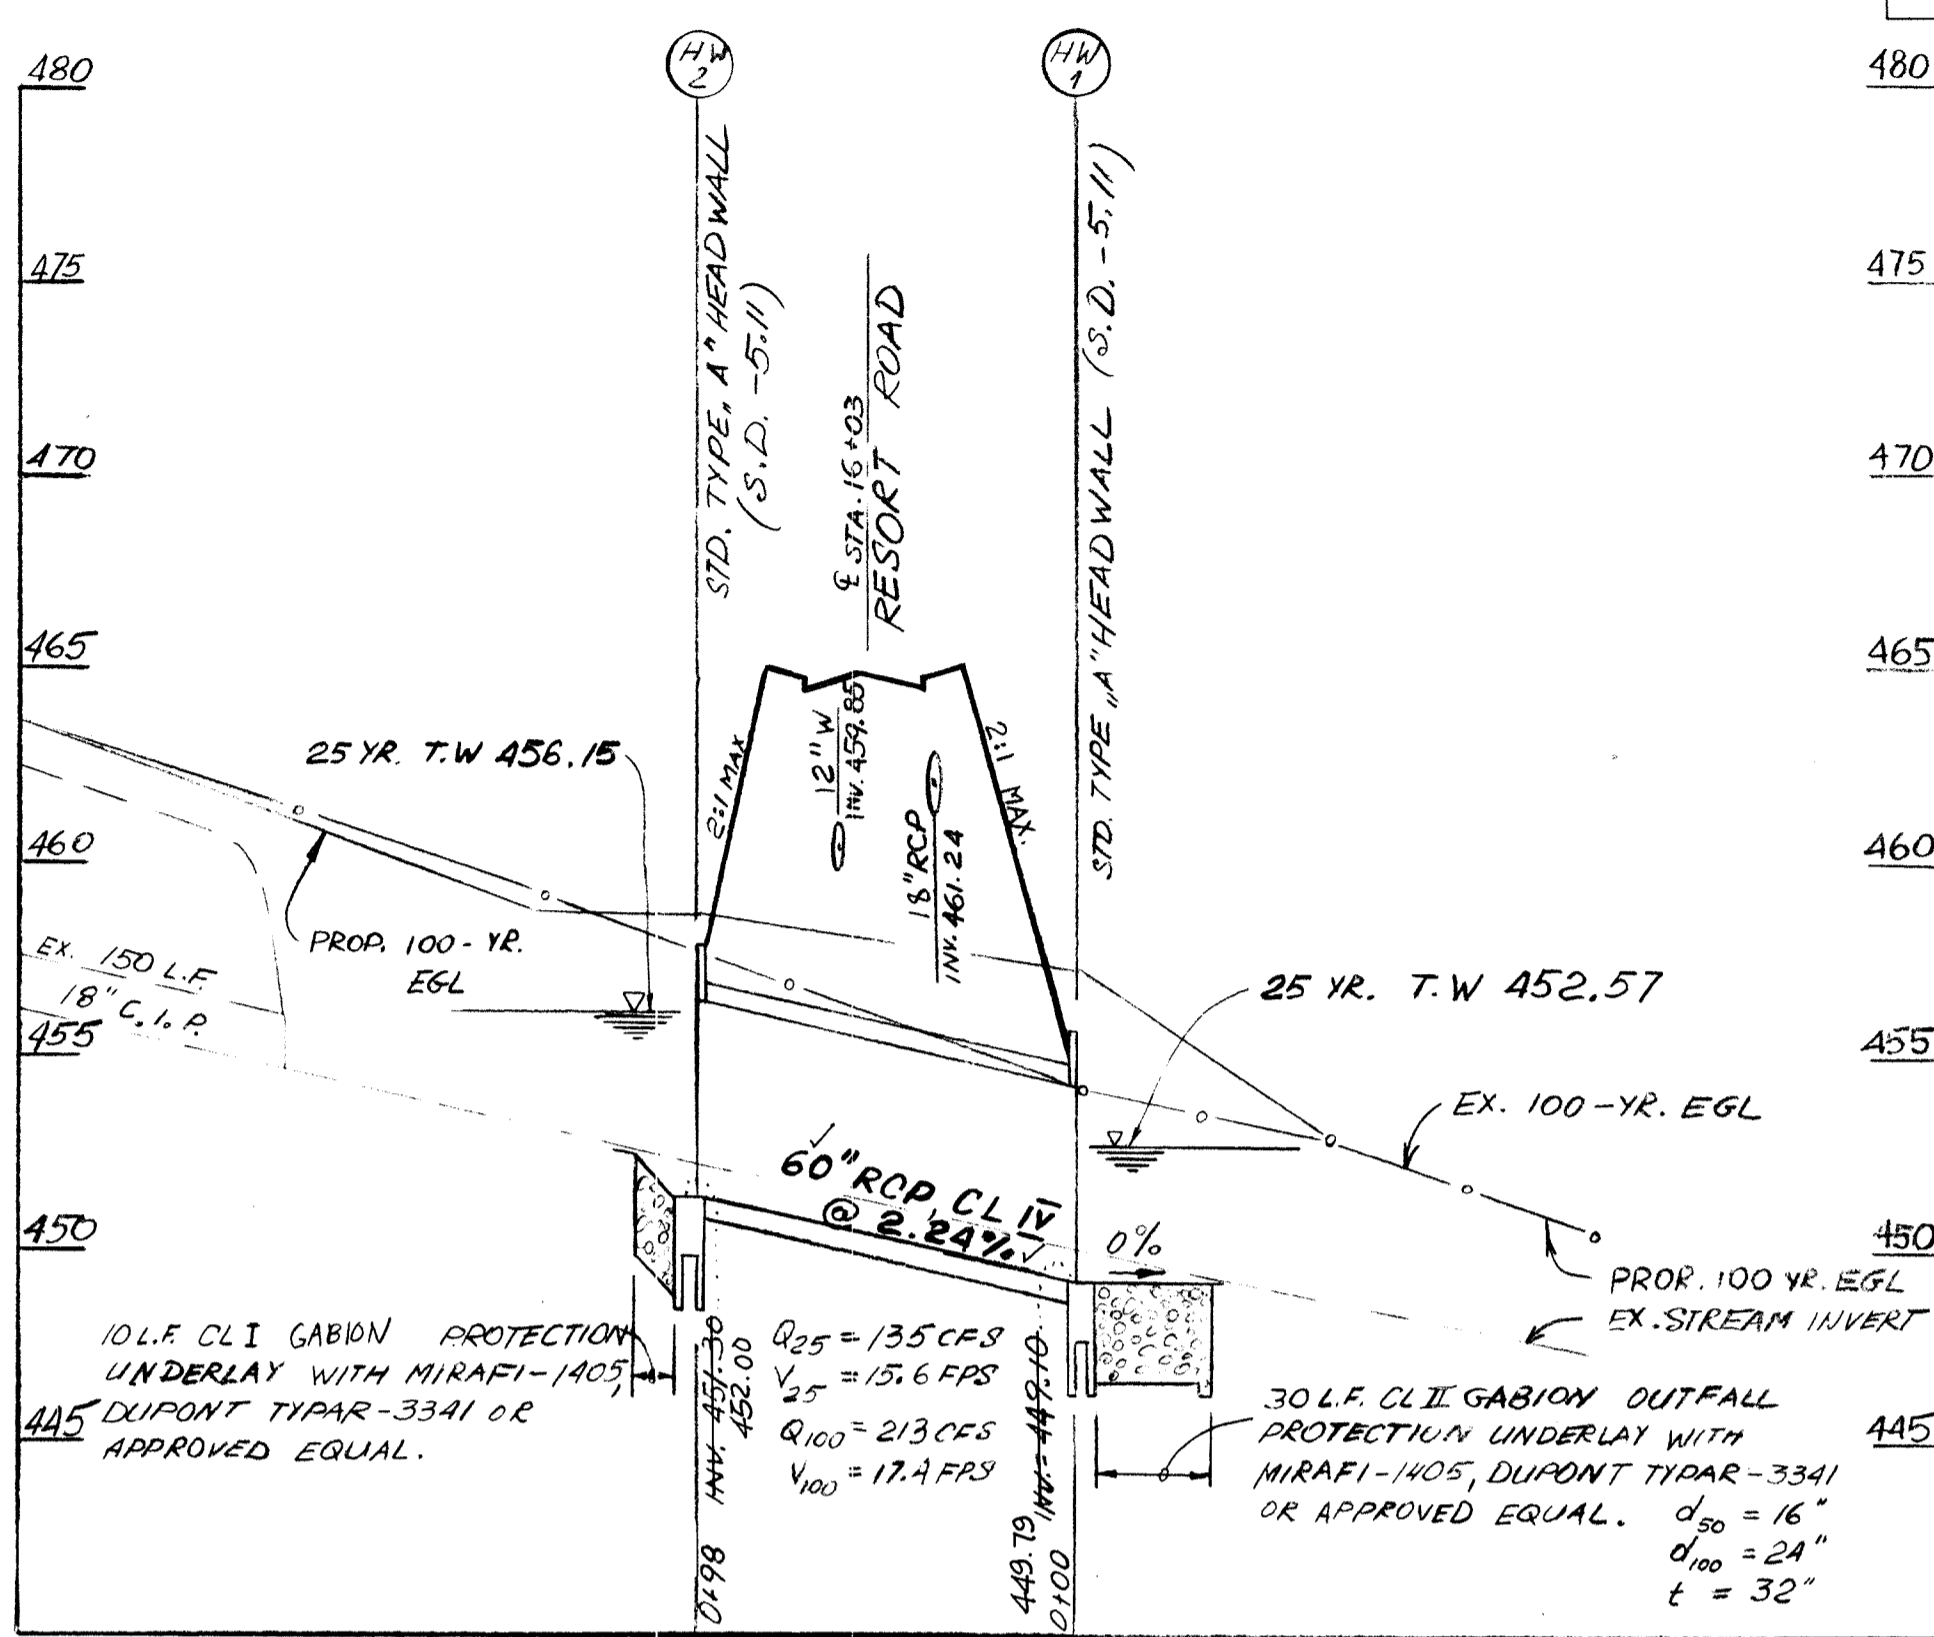 480
475
470
465
460
455
450
445
HW
2
HW
1
480
475
470
465
460
455
450
445
STD. TYPE „A" HEADWALL
(S.D. -5.11)
℄ STA. 16+03
RESORT ROAD
STD. TYPE „A" HEADWALL (S.D. -5.11)
25 YR. T.W 456.15
2:1 MAX
12" W
INV. 459.85
18" RCP
INV. 461.24
2:1 MAX.
PROP. 100-YR.
EGL
EX. 150 L.F.
18" C.I.P.
25 YR. T.W 452.57
EX. 100-YR. EGL
60" RCP, CL IV
@ 2.24%
0%
PROP. 100 YR. EGL
EX. STREAM INVERT
10 L.F. CL I GABION PROTECTION
UNDERLAY WITH MIRAFI-1405,
DUPONT TYPAR-3341 OR
APPROVED EQUAL.
INV. 451.30
452.00
0+98
Q25 = 135 CFS
V25 = 15.6 FPS
Q100 = 213 CFS
V100 = 17.4 FPS
INV. = 449.10
449.79
0+00
30 L.F. CL II GABION OUTFALL
PROTECTION UNDERLAY WITH
MIRAFI-1405, DUPONT TYPAR-3341
OR APPROVED EQUAL.
d50 = 16"
d100 = 24"
t = 32"